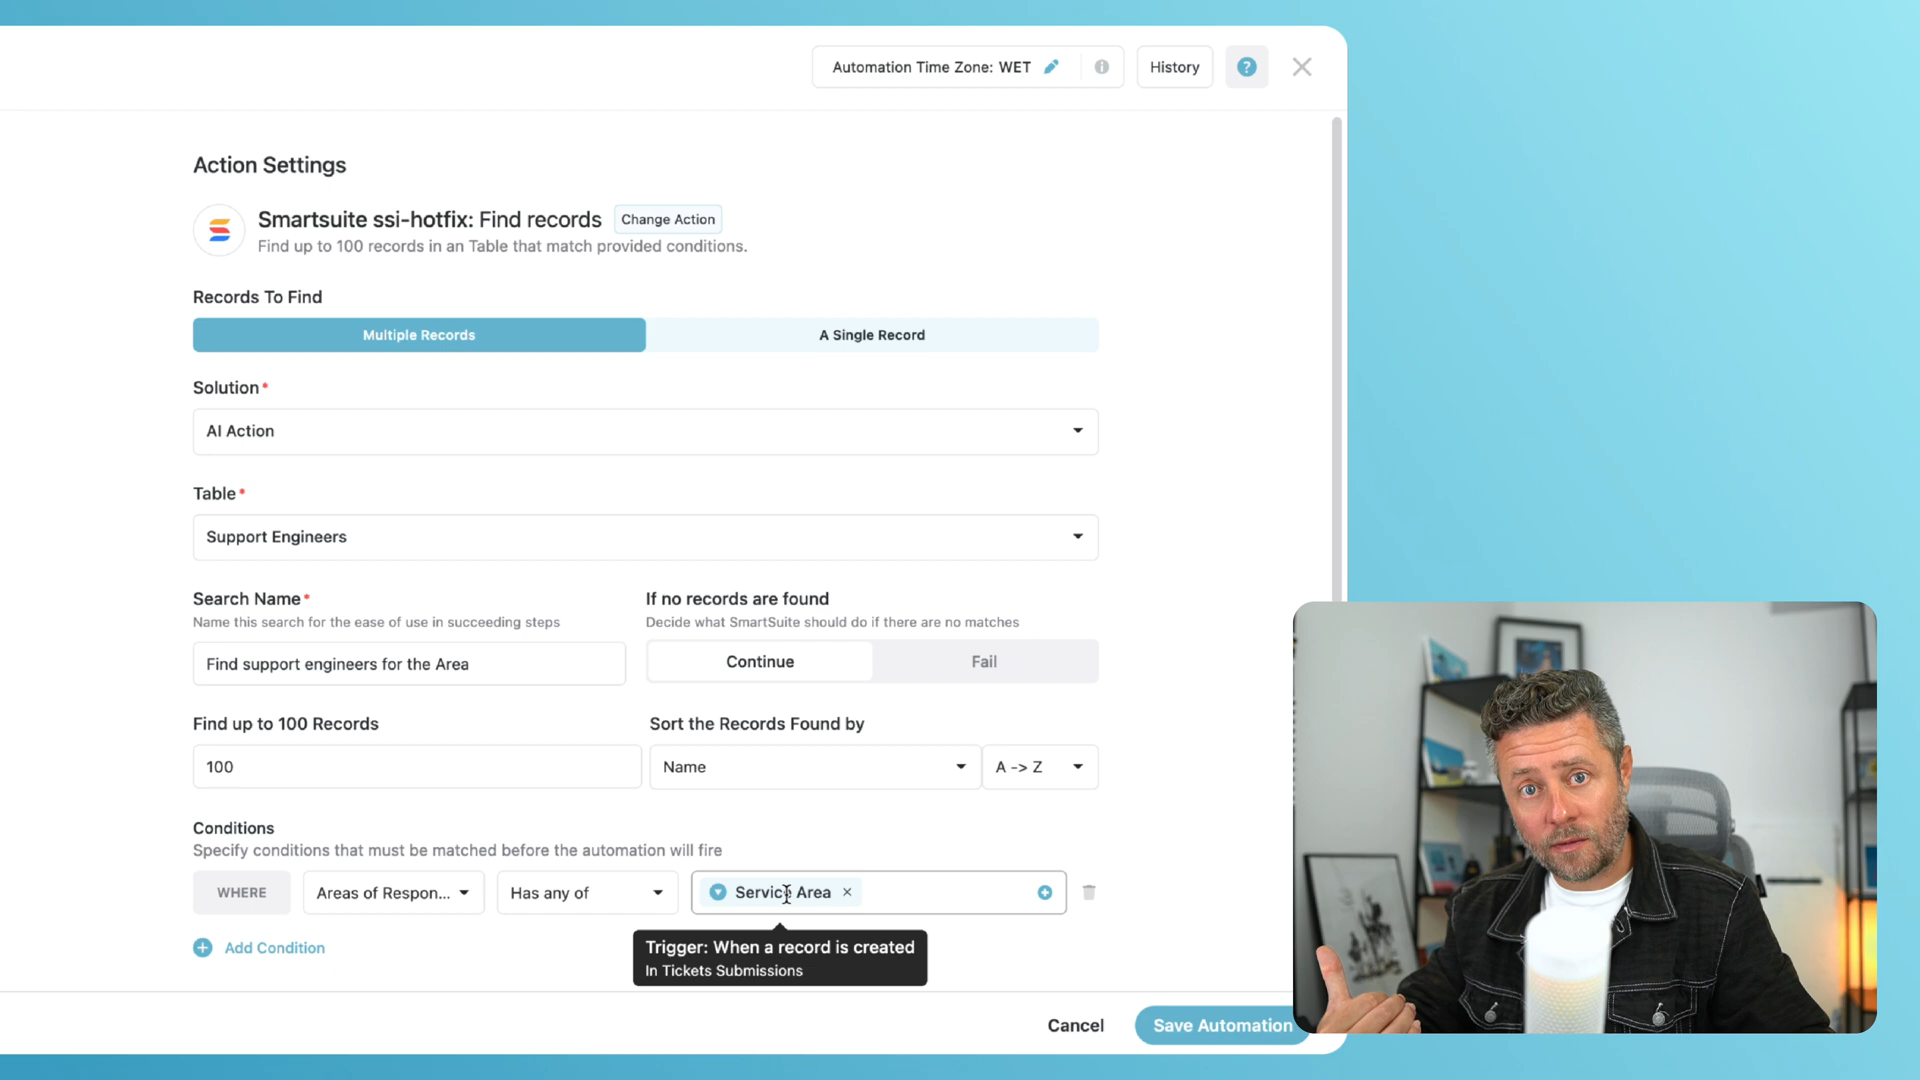 Automation Time Zone: WET
History
?
Action Settings
Smartsuite ssi-hotfix: Find records
Change Action
Find up to 100 records in an Table that match provided conditions.
Records To Find
Multiple Records
A Single Record
Solution*
AI Action
Table*
Support Engineers
Search Name*
If no records are found
Name this search for the ease of use in succeeding steps
Decide what SmartSuite should do if there are no matches
Find support engineers for the Area
Continue
Fail
Find up to 100 Records
Sort the Records Found by
100
Name
A -> Z
Conditions
Specify conditions that must be matched before the automation will fire
WHERE
Areas of Respon...
Has any of
Service Area
Add Condition
Trigger: When a record is created
In Tickets Submissions
Cancel
Save Automation